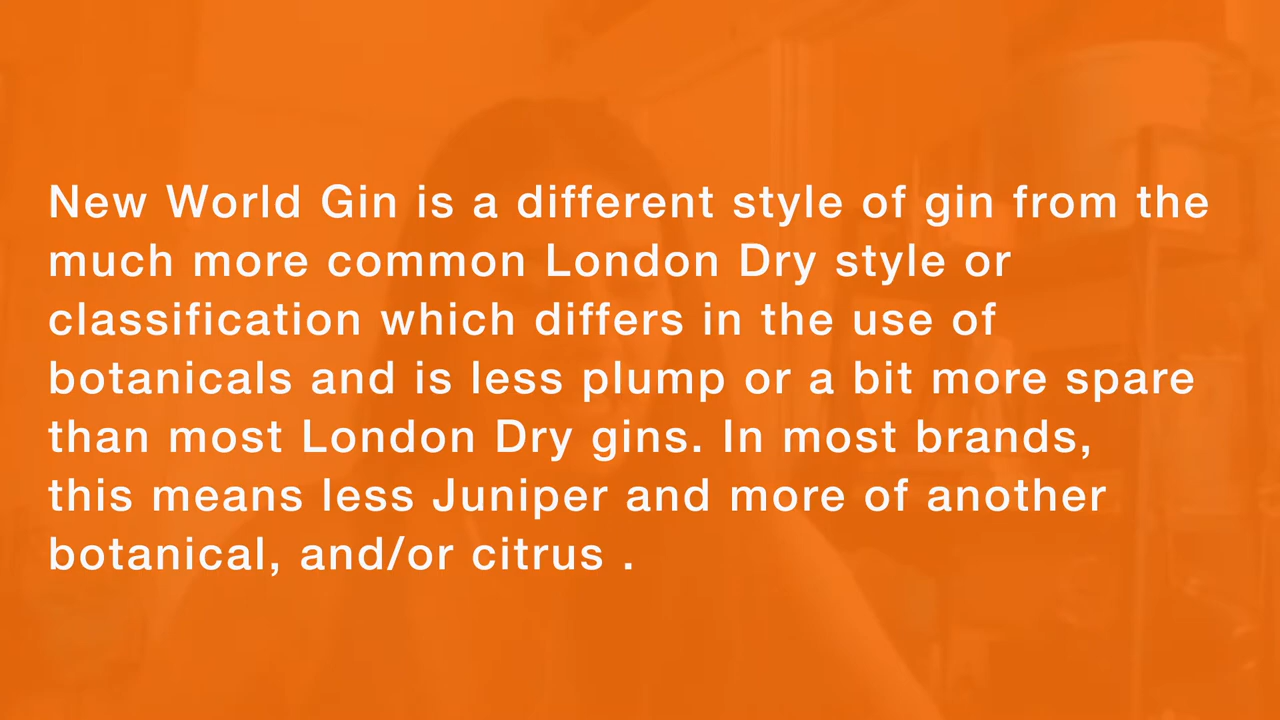 New World Gin is a different style of gin from the
much more common London Dry style or
classification which differs in the use of
botanicals and is less plump or a bit more spare
than most London Dry gins. In most brands,
this means less Juniper and more of another
botanical, and/or citrus .